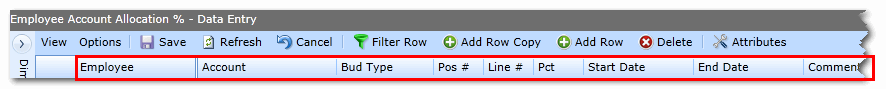 Employee Account Allocation % - Data Entry
View Options Save Refresh Cancel Filter Row Add Row Copy Add Row Delete Attributes
Employee Account Bud Type Pos # Line # Pct Start Date End Date Comment